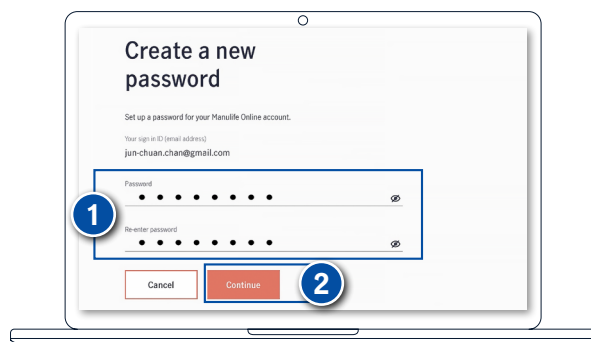 Create a new
password
Set up a password for your Manulife Online account.
Your sign in ID (email address)
jun-chuan.chan@gmail.com
Password
● ● ● ● ● ● ● ●
1
Re-enter password
● ● ● ● ● ● ● ●
Cancel
Continue
2